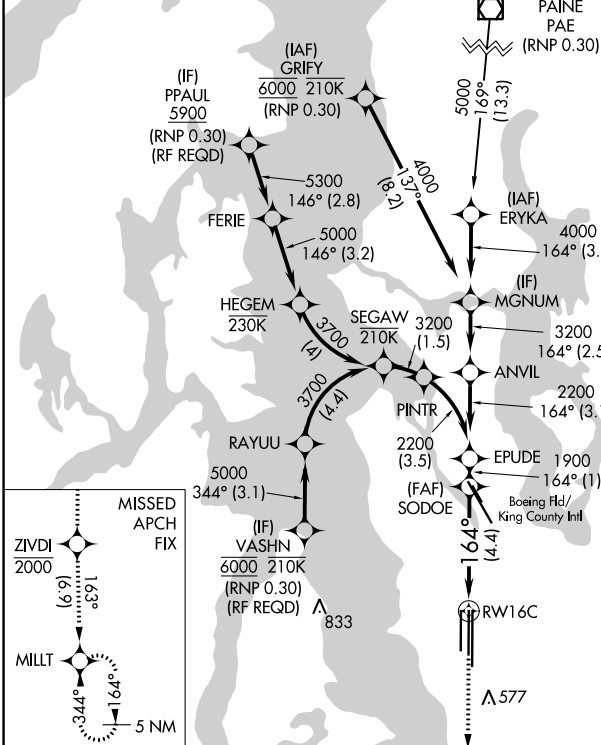 PAINE
PAE
(RNP 0.30)
5000
169°
(13.3)
(IAF)
GRIFY
6000 210K
(RNP 0.30)
(IF)
PPAUL
5900
(RNP 0.30)
(RF REQD)
4000
137°
(8.2)
5300
146° (2.8)
FERIE
5000
146° (3.2)
(IAF)
ERYKA
4000
164° (3.
HEGEM
230K
3700
(4)
SEGAW
210K
3200
(1.5)
(IF)
MGNUM
3200
164° (2.5
ANVIL
2200
164° (3.
PINTR
3700
(4.4)
RAYUU
2200
(3.5)
EPUDE
1900
164° (1)
(FAF)
SODOE
Boeing Fld/
King County Intl
5000
344° (3.1)
164°
(4.4)
(IF)
VASHN
6000 210K
(RNP 0.30)
(RF REQD)
833
RW16C
577
MISSED
APCH
FIX
ZIVDI
2000
163°
(6.9)
MILLT
344°
164°
5 NM